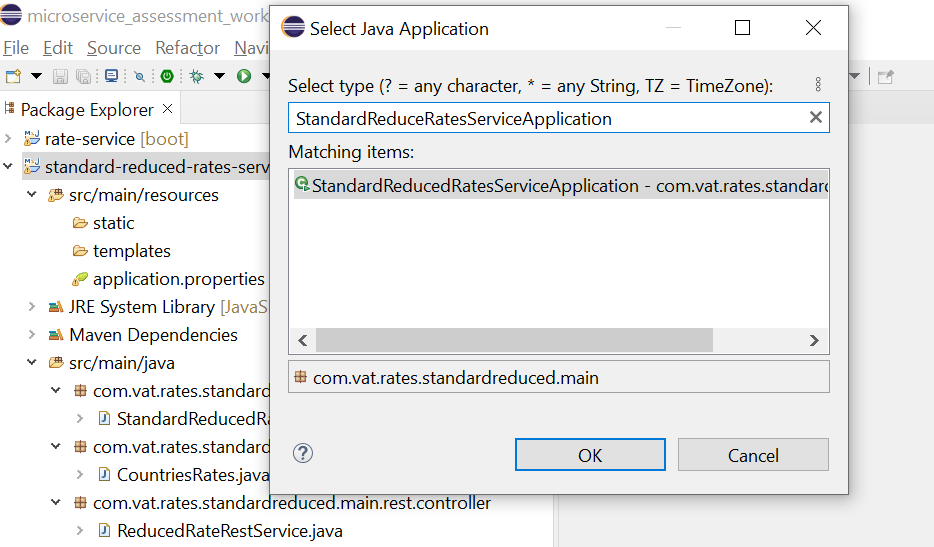 microservice_assessment_work
File Edit Source Refactor Navi
Package Explorer
rate-service [boot]
standard-reduced-rates-serv
src/main/resources
static
templates
application.properties
JRE System Library [JavaS
Maven Dependencies
src/main/java
com.vat.rates.standard
StandardReducedRa
com.vat.rates.standard
CountriesRates.java
com.vat.rates.standardreduced.main.rest.controller
ReducedRateRestService.java
Select Java Application
Select type (? = any character, * = any String, TZ = TimeZone):
StandardReduceRatesServiceApplication
Matching items:
StandardReducedRatesServiceApplication - com.vat.rates.standard
com.vat.rates.standardreduced.main
OK Cancel